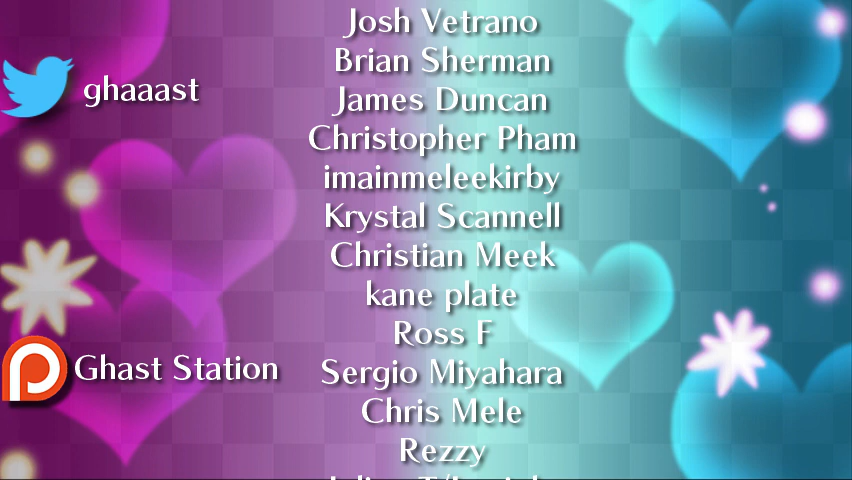 Josh Vetrano
Brian Sherman
ghaaast
James Duncan
Christopher Pham
imainmeleekirby
Krystal Scannell
Christian Meek
kane plate
Ross F
Ghast Station
Sergio Miyahara
Chris Mele
Rezzy